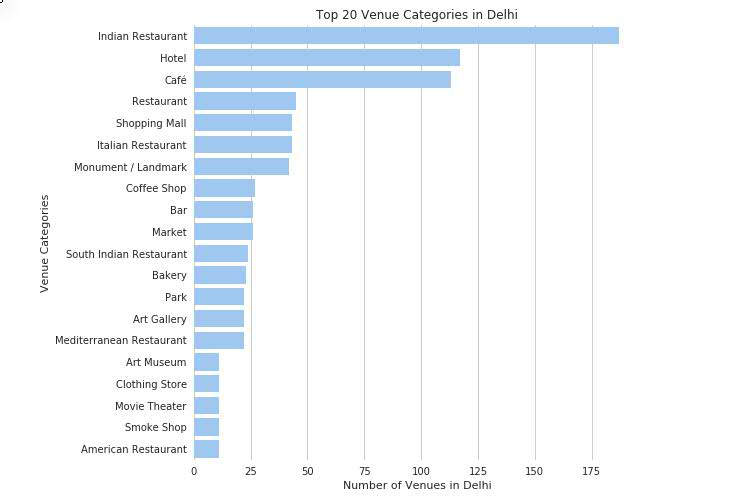 Top 20 Venue Categories in Delhi
Indian Restaurant
Hotel
Café
Restaurant
Shopping Mall
Italian Restaurant
Monument / Landmark
Coffee Shop
Bar
Market
South Indian Restaurant
Bakery
Park
Art Gallery
Mediterranean Restaurant
Art Museum
Clothing Store
Movie Theater
Smoke Shop
American Restaurant
Venue Categories
0 25 50 75 100 125 150 175
Number of Venues in Delhi